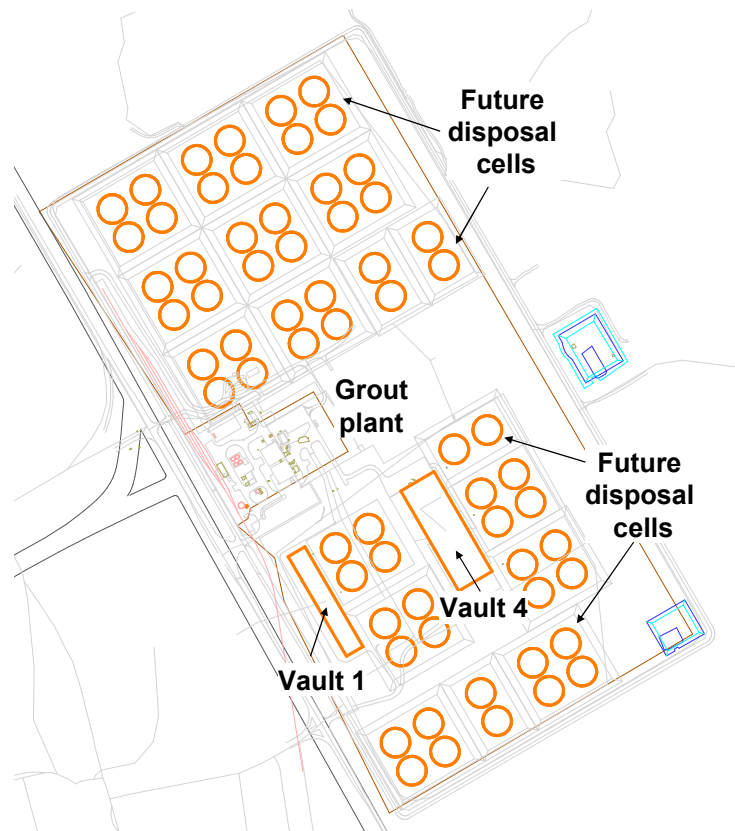 Future
disposal
cells
Grout
plant
Future
disposal
cells
Vault 4
Vault 1